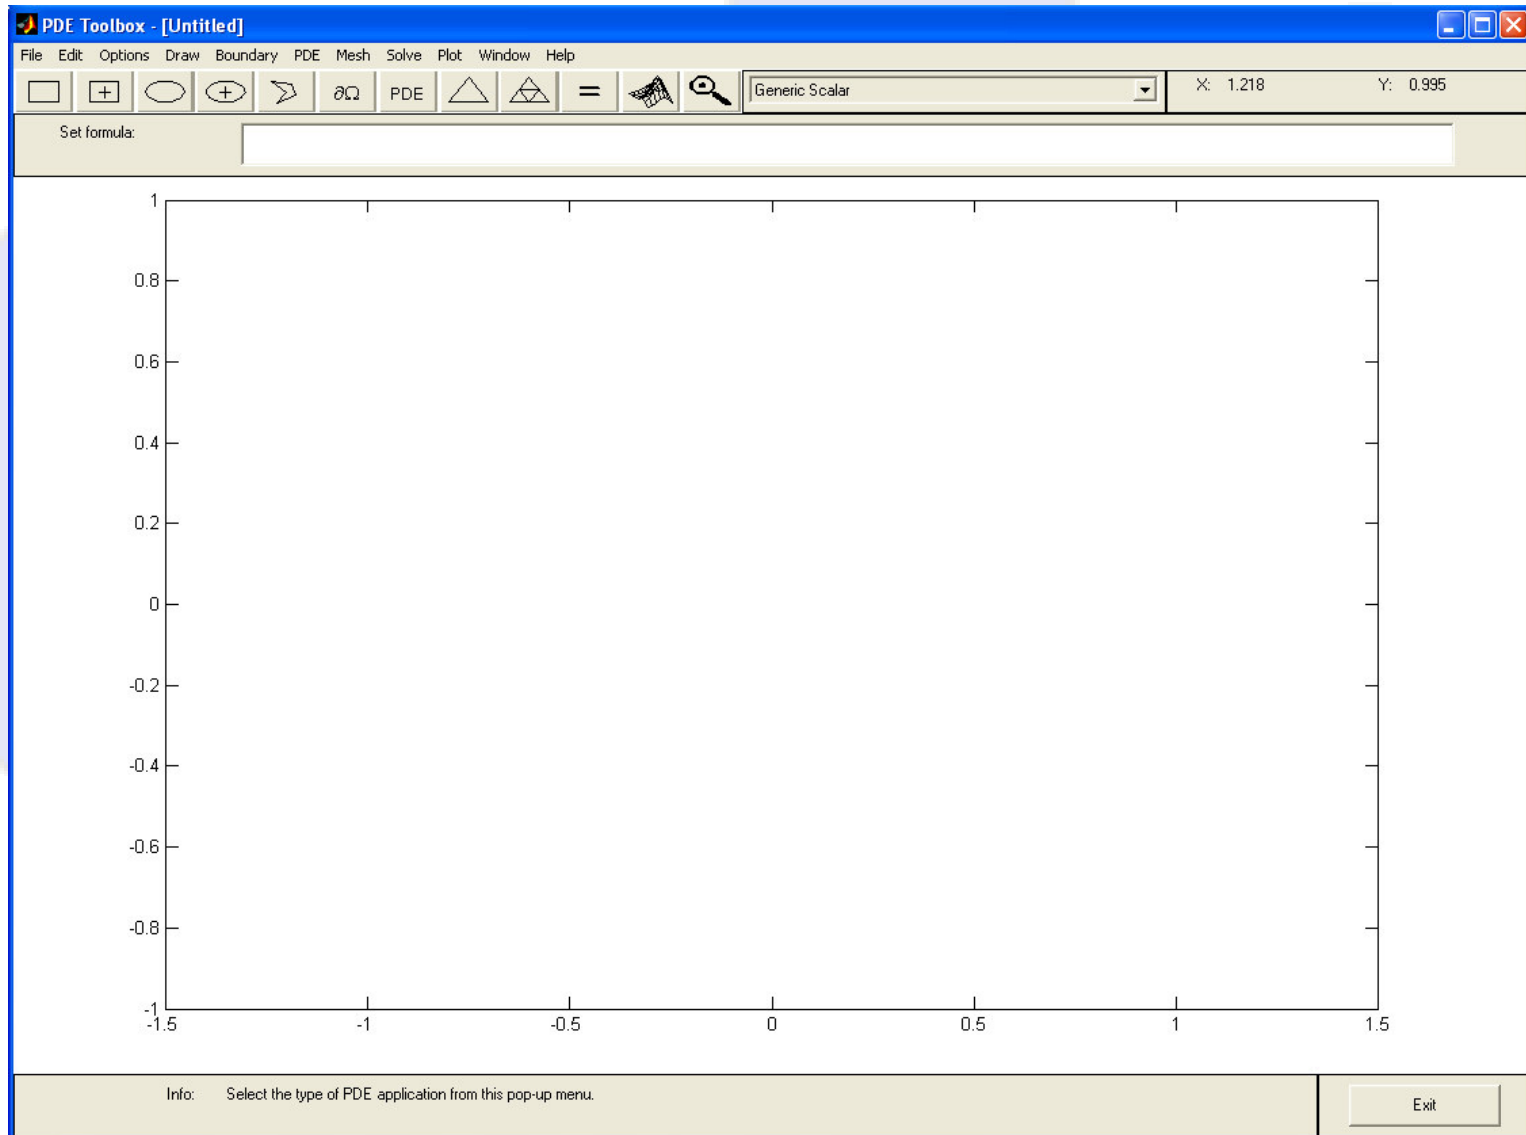 PDE Toolbox - [Untitled]
File Edit Options Draw Boundary PDE Mesh Solve Plot Window Help
∂Ω PDE = Generic Scalar X: 1.218 Y: 0.995
Set formula:
1
0.8
0.6
0.4
0.2
0
-0.2
-0.4
-0.6
-0.8
-1
-1.5 -1 -0.5 0 0.5 1 1.5
Info: Select the type of PDE application from this pop-up menu.
Exit